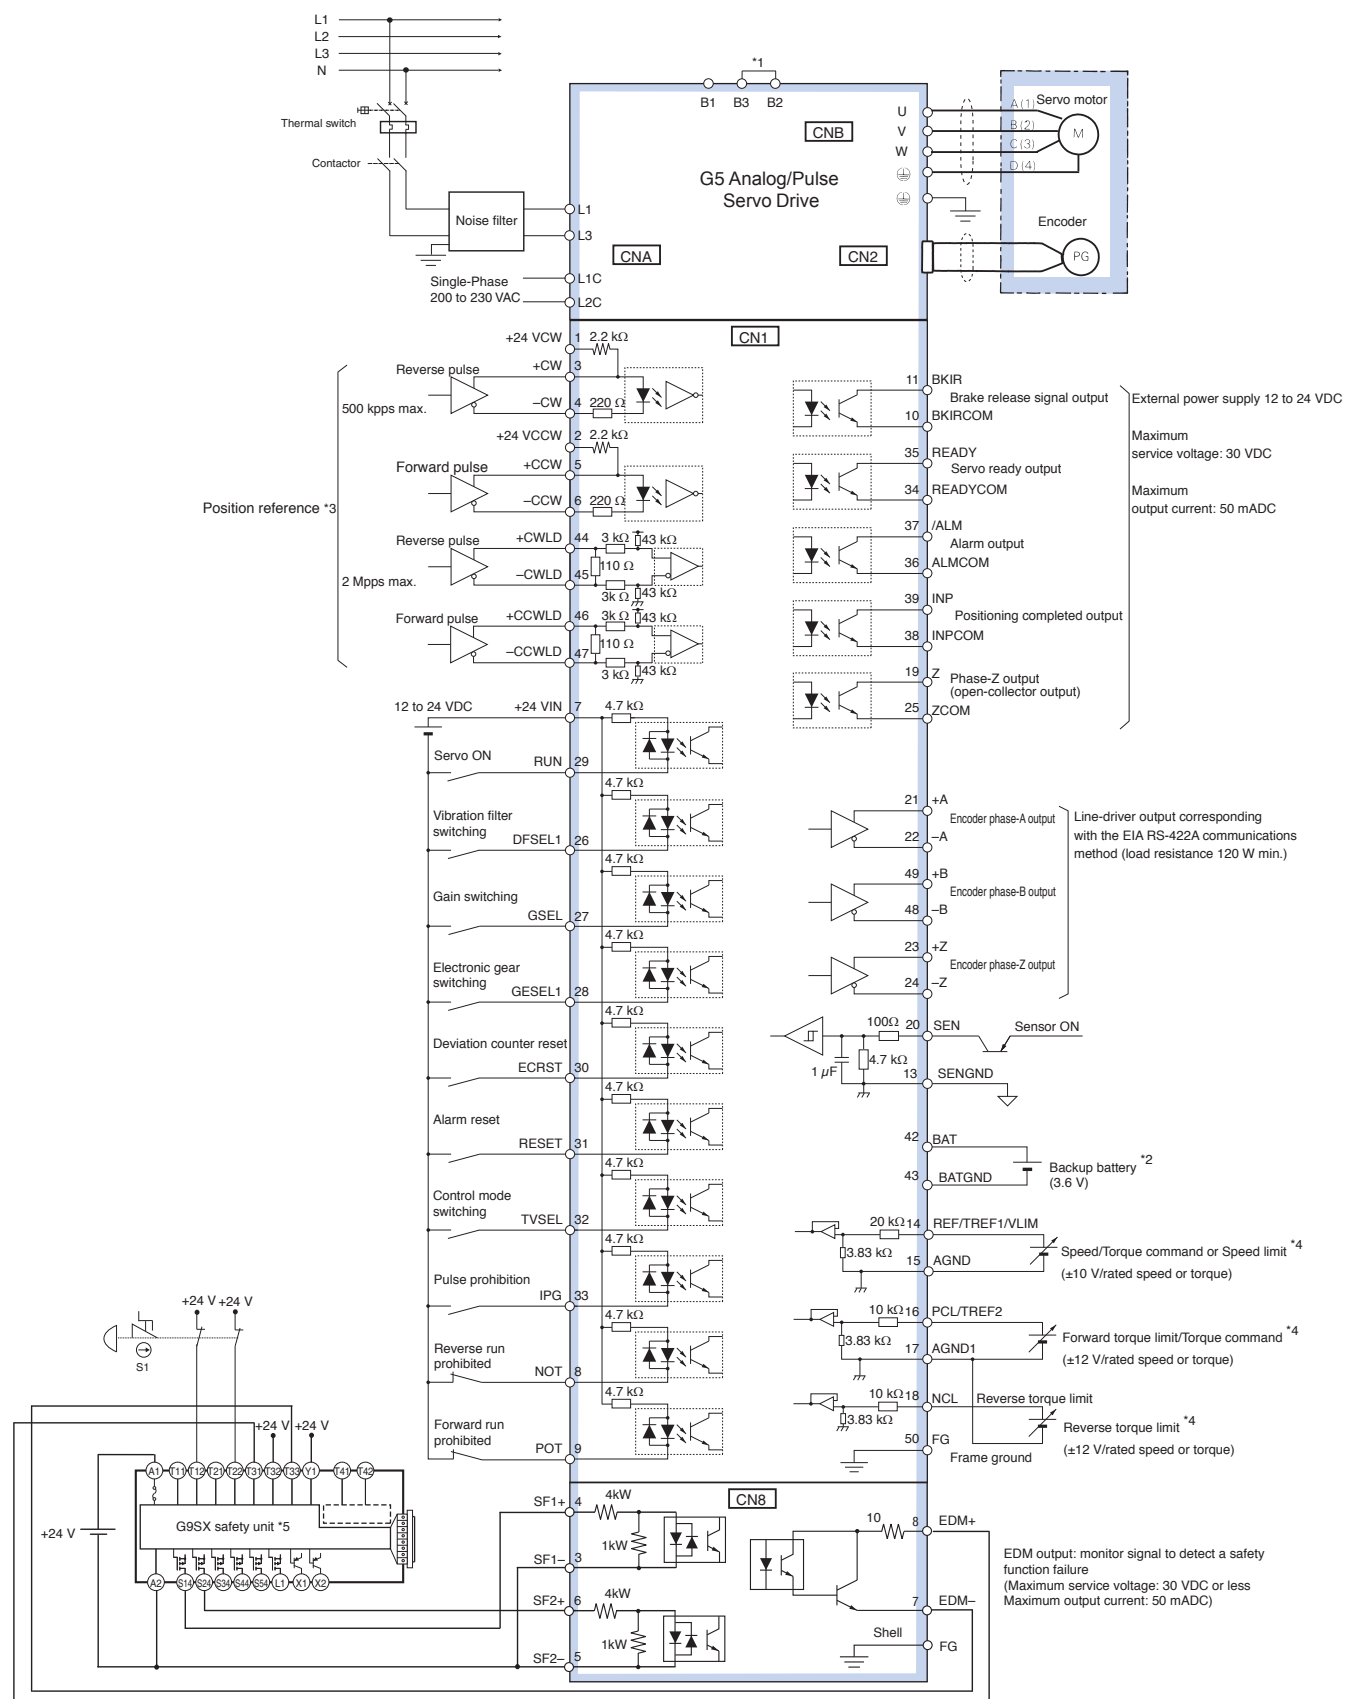 L1
L2
L3
N
Thermal switch
Contactor
Noise filter
L1
L3
Single-Phase
200 to 230 VAC
L1C
L2C
*1
B1 B3 B2
CNB
G5 Analog/Pulse
Servo Drive
CNA
CN2
U
V
W
A (1)
B (2)
C (3)
D (4)
Servo motor
M
Encoder
PG
CN1
Position reference *3
500 kpps max.
2 Mpps max.
+24 VCW 1 2.2 kΩ
Reverse pulse
+CW 3
–CW 4 220 Ω
+24 VCCW 2 2.2 kΩ
Forward pulse
+CCW 5
–CCW 6 220 Ω
Reverse pulse
+CWLD 44 3 kΩ 43 kΩ
110 Ω
–CWLD 45 3k Ω 43 kΩ
Forward pulse
+CCWLD 46 3k Ω 43 kΩ
110 Ω
–CCWLD 47 3 kΩ 43 kΩ
12 to 24 VDC
+24 VIN 7 4.7 kΩ
Servo ON
RUN 29
4.7 kΩ
Vibration filter
switching
DFSEL1 26
4.7 kΩ
Gain switching
GSEL 27
4.7 kΩ
Electronic gear
switching
GESEL1 28
4.7 kΩ
Deviation counter reset
ECRST 30
4.7 kΩ
Alarm reset
RESET 31
4.7 kΩ
Control mode
switching
TVSEL 32
4.7 kΩ
Pulse prohibition
IPG 33
4.7 kΩ
Reverse run
prohibited
NOT 8
4.7 kΩ
Forward run
prohibited
POT 9
11 BKIR
Brake release signal output
10 BKIRCOM
35 READY
Servo ready output
34 READYCOM
37 /ALM
Alarm output
36 ALMCOM
39 INP
Positioning completed output
38 INPCOM
19 Z
Phase-Z output
(open-collector output)
25 ZCOM
External power supply 12 to 24 VDC
Maximum
service voltage: 30 VDC
Maximum
output current: 50 mADC
21 +A
Encoder phase-A output
22 –A
49 +B
Encoder phase-B output
48 –B
23 +Z
Encoder phase-Z output
24 –Z
Line-driver output corresponding
with the EIA RS-422A communications
method (load resistance 120 W min.)
100Ω 20 SEN
Sensor ON
4.7 kΩ
1 µF
13 SENGND
42 BAT
Backup battery *2
(3.6 V)
43 BATGND
20 kΩ 14 REF/TREF1/VLIM
3.83 kΩ
15 AGND
Speed/Torque command or Speed limit *4
(±10 V/rated speed or torque)
10 kΩ 16 PCL/TREF2
3.83 kΩ
17 AGND1
Forward torque limit/Torque command *4
(±12 V/rated speed or torque)
10 kΩ 18 NCL Reverse torque limit
3.83 kΩ
Reverse torque limit *4
(±12 V/rated speed or torque)
50 FG
Frame ground
+24 V +24 V
S1
+24 V +24 V
A1 T11 T12 T21 T22 T31 T32 T33 Y1 T41 T42
G9SX safety unit *5
+24 V
A2 S14 S24 S34 S44 S54 L1 X1 X2
CN8
SF1+ 4 4kW
1kW
SF1– 3
SF2+ 6 4kW
1kW
SF2– 5
10 8 EDM+
7 EDM–
Shell
FG
EDM output: monitor signal to detect a safety
function failure
(Maximum service voltage: 30 VDC or less
Maximum output current: 50 mADC)